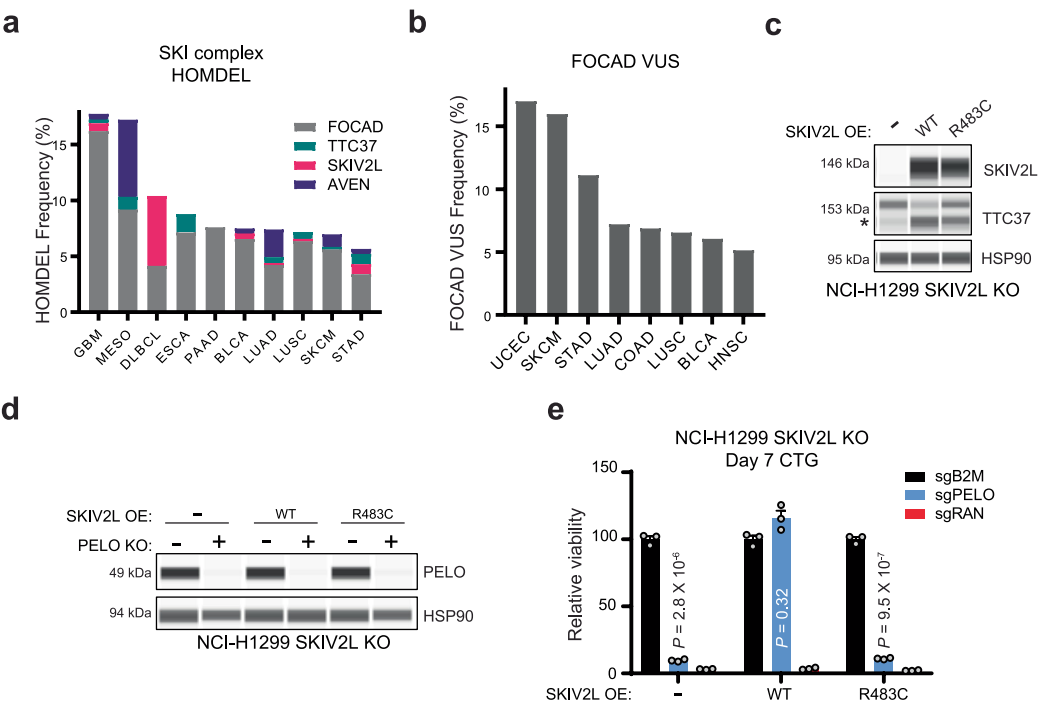 a
SKI complex
HOMDEL
HOMDEL Frequency (%)
15
10
5
0
FOCAD
TTC37
SKIV2L
AVEN
GBM
MESO
DLBCL
ESCA
PAAD
BLCA
LUAD
LUSC
SKCM
STAD
b
FOCAD VUS
FOCAD VUS Frequency (%)
15
10
5
0
UCEC
SKCM
STAD
LUAD
COAD
LUSC
BLCA
HNSC
c
SKIV2L OE: - WT R483C
146 kDa SKIV2L
153 kDa TTC37
*
95 kDa HSP90
NCI-H1299 SKIV2L KO
d
SKIV2L OE: - WT R483C
PELO KO: - + - + - +
49 kDa PELO
94 kDa HSP90
NCI-H1299 SKIV2L KO
e
NCI-H1299 SKIV2L KO
Day 7 CTG
Relative viability
150
100
50
0
sgB2M
sgPELO
sgRAN
P = 2.8 X 10⁻⁶
P = 0.32
P = 9.5 X 10⁻⁷
SKIV2L OE: - WT R483C